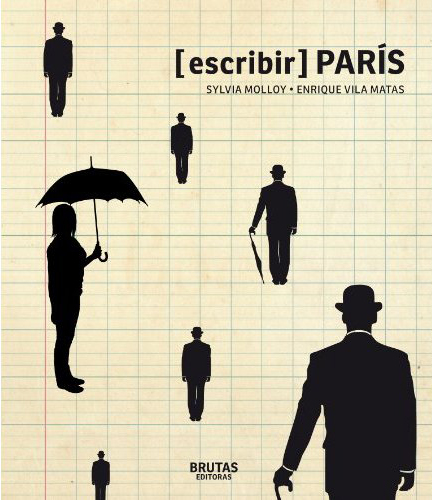 [escribir] PARÍS
SYLVIA MOLLOY • ENRIQUE VILA MATAS
BRUTAS
EDITORAS